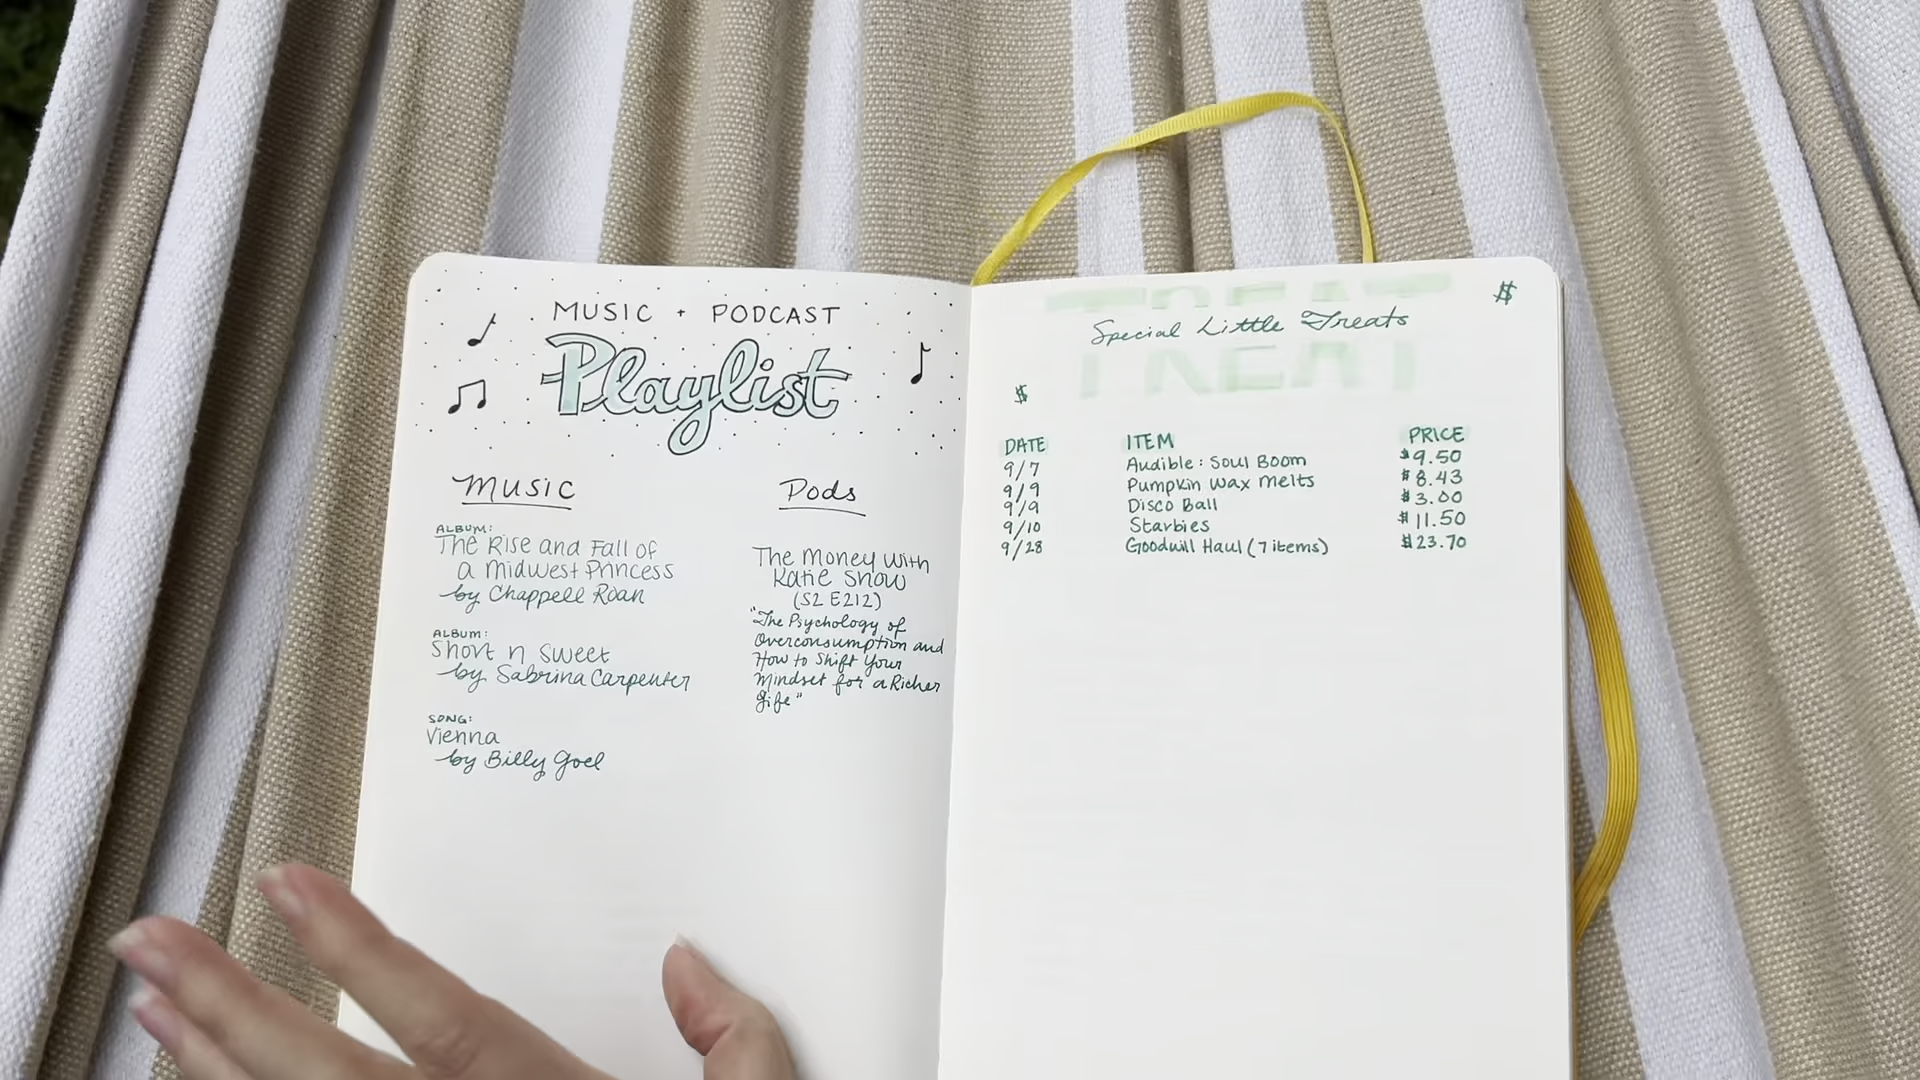 MUSIC + PODCAST
Playlist
Music
ALBUM:
The Rise and Fall of
a Midwest Princess
by Chappell Roan
ALBUM:
Short n Sweet
by Sabrina Carpenter
SONG:
Vienna
by Billy Joel
Pods
The Money with
Katie Show
(S2 E212)
"The Psychology of
Overconsumption and
How to Shift Your
Mindset for a Richer
Life"
$
TREAT
Special Little Treats
TREAT
$
DATE ITEM PRICE
9/7 Audible: Soul Boom $9.50
9/9 Pumpkin wax melts $8.43
9/9 Disco Ball $3.00
9/10 Starbies $11.50
9/28 Goodwill Haul (7 items) $23.70